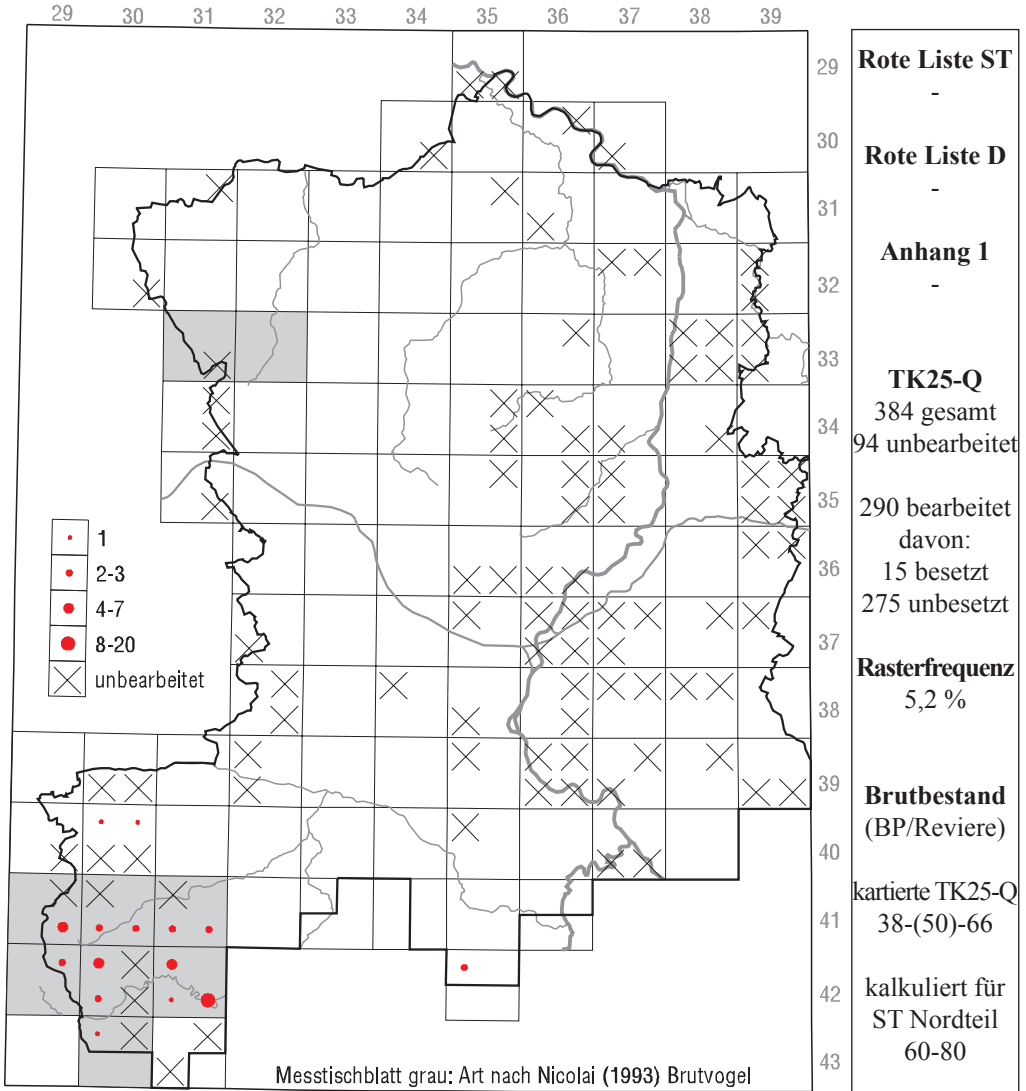 29 30 31 32 33 34 35 36 37 38 39
29
30
31
32
33
34
35
36
37
38
39
40
41
42
43
1
2-3
4-7
8-20
unbearbeitet
Messtischblatt grau: Art nach Nicolai (1993) Brutvogel
Rote Liste ST
-
Rote Liste D
-
Anhang 1
-
TK25-Q
384 gesamt
94 unbearbeitet
290 bearbeitet
davon:
15 besetzt
275 unbesetzt
Rasterfrequenz
5,2 %
Brutbestand
(BP/Reviere)
kartierte TK25-Q
38-(50)-66
kalkuliert für
ST Nordteil
60-80